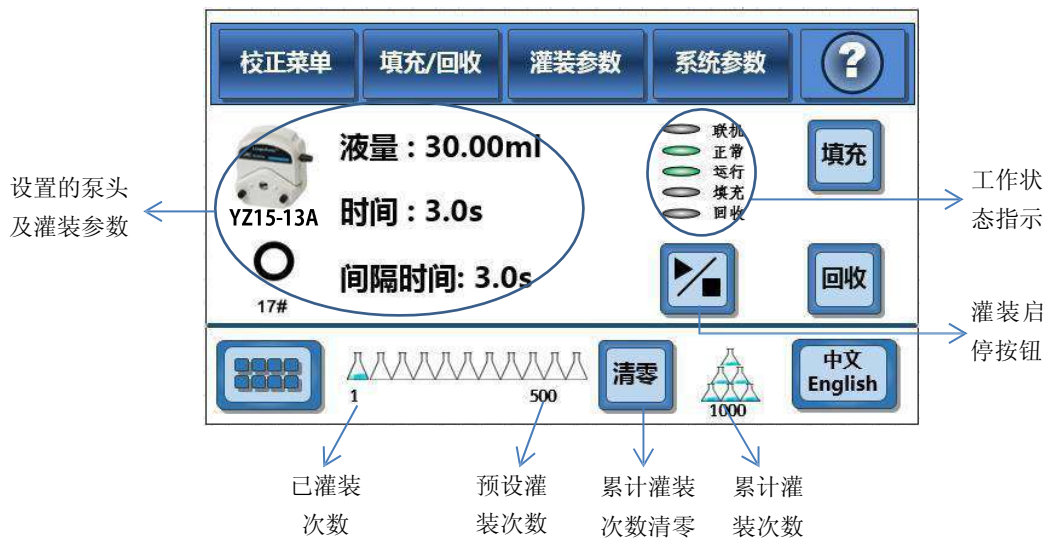 校正菜单
填充/回收
灌装参数
系统参数
?
设置的泵头
及灌装参数
YZ15-13A
17#
液量：30.00ml
时间：3.0s
间隔时间: 3.0s
联机
正常
运行
填充
回收
填充
回收
工作状
态指示
灌装启
停按钮
1
500
清零
1000
中文
English
已灌装
次数
预设灌
装次数
累计灌装
次数清零
累计灌
装次数